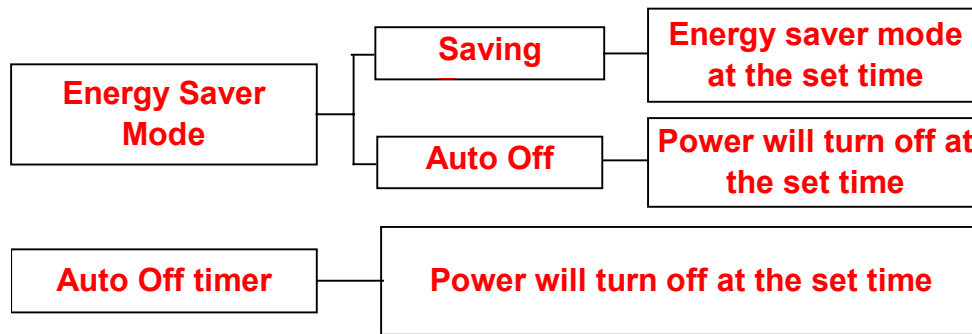 Energy Saver
Mode
Saving
Energy saver mode
at the set time
Auto Off
Power will turn off at
the set time
Auto Off timer
Power will turn off at the set time